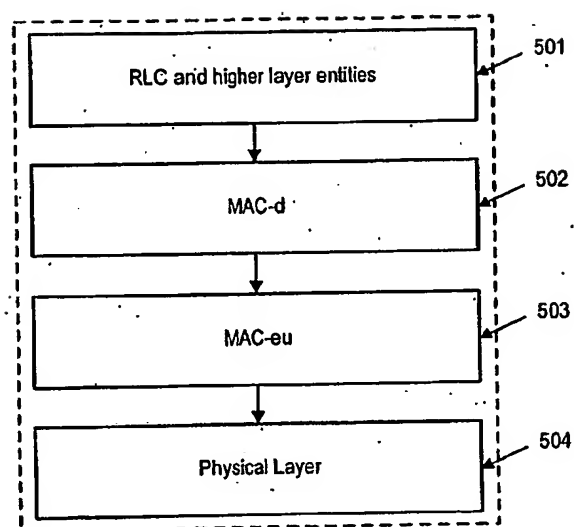 RLC and higher layer entities
501
MAC-d
502
MAC-eu
503
Physical Layer
504